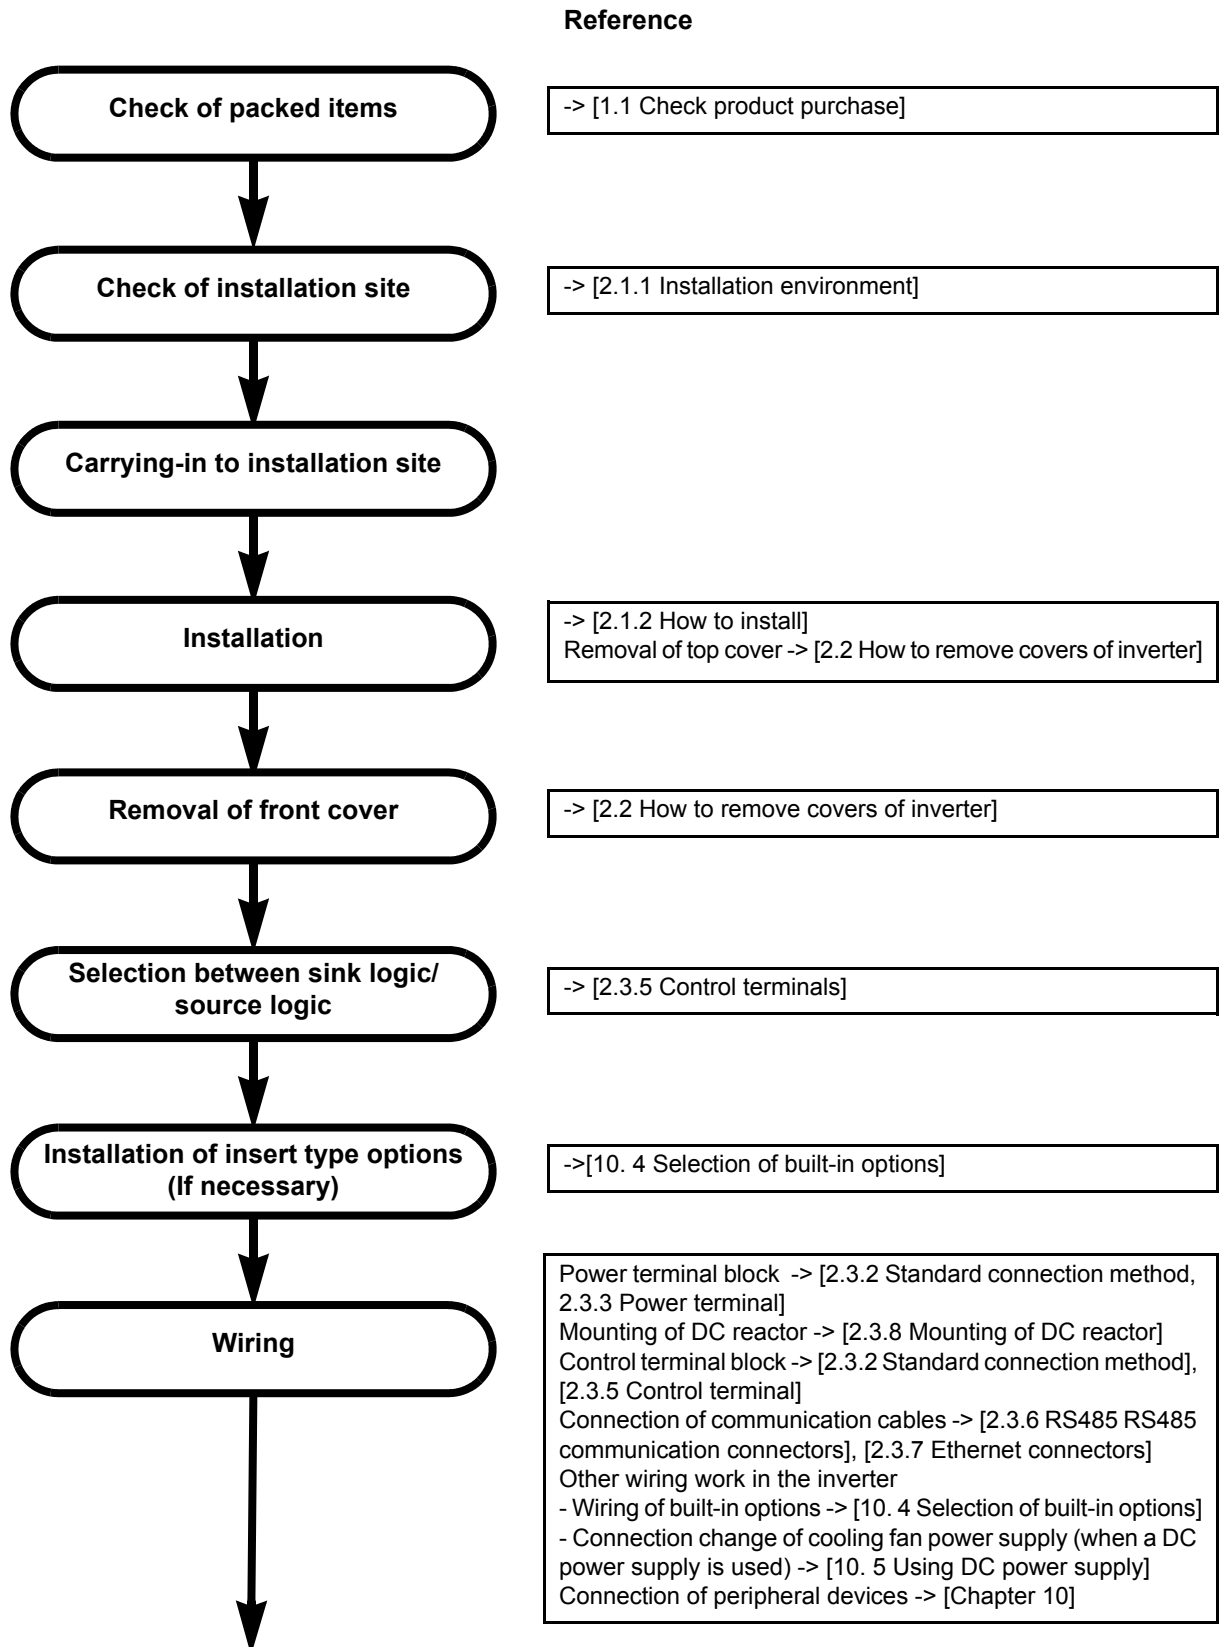 Reference
Check of packed items
-> [1.1 Check product purchase]
Check of installation site
-> [2.1.1 Installation environment]
Carrying-in to installation site
Installation
-> [2.1.2 How to install]
Removal of top cover -> [2.2 How to remove covers of inverter]
Removal of front cover
-> [2.2 How to remove covers of inverter]
Selection between sink logic/
source logic
-> [2.3.5 Control terminals]
Installation of insert type options
(If necessary)
->[10. 4 Selection of built-in options]
Wiring
Power terminal block -> [2.3.2 Standard connection method,
2.3.3 Power terminal]
Mounting of DC reactor -> [2.3.8 Mounting of DC reactor]
Control terminal block -> [2.3.2 Standard connection method],
[2.3.5 Control terminal]
Connection of communication cables -> [2.3.6 RS485 RS485
communication connectors], [2.3.7 Ethernet connectors]
Other wiring work in the inverter
- Wiring of built-in options -> [10. 4 Selection of built-in options]
- Connection change of cooling fan power supply (when a DC
power supply is used) -> [10. 5 Using DC power supply]
Connection of peripheral devices -> [Chapter 10]